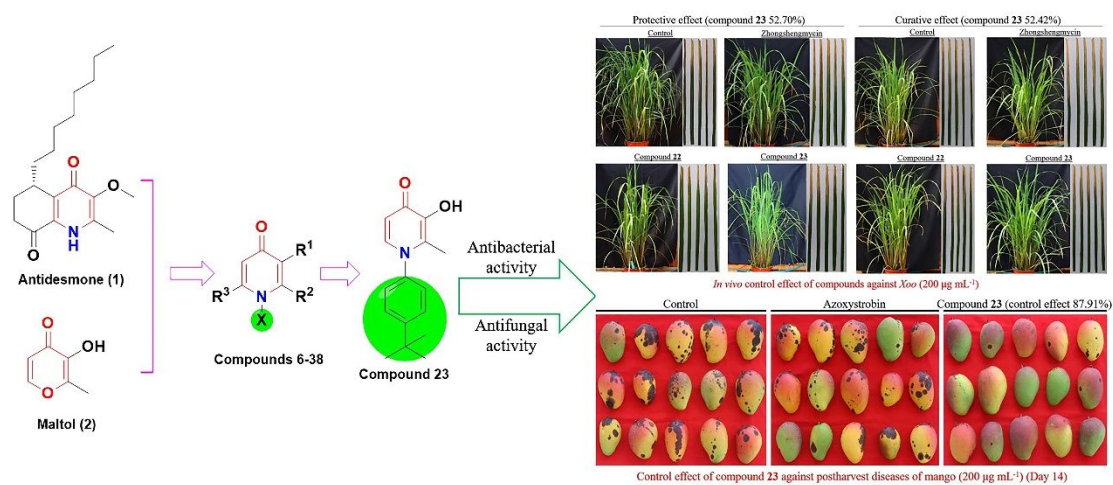 O
O
N
H
O
Antidesmone (1)
O
OH
O
Maltol (2)
O
R¹
R²
R³
N
X
Compounds 6-38
O
OH
N
Compound 23
Antibacterial
activity
Antifungal
activity
Protective effect (compound 23 52.70%)
Control
Zhongshengmycin
Compound 22
Compound 23
Curative effect (compound 23 52.42%)
Control
Zhongshengmycin
Compound 22
Compound 23
In vivo control effect of compounds against Xoo (200 μg mL⁻¹)
Control
Azoxystrobin
Compound 23 (control effect 87.91%)
Control effect of compound 23 against postharvest diseases of mango (200 μg mL⁻¹) (Day 14)